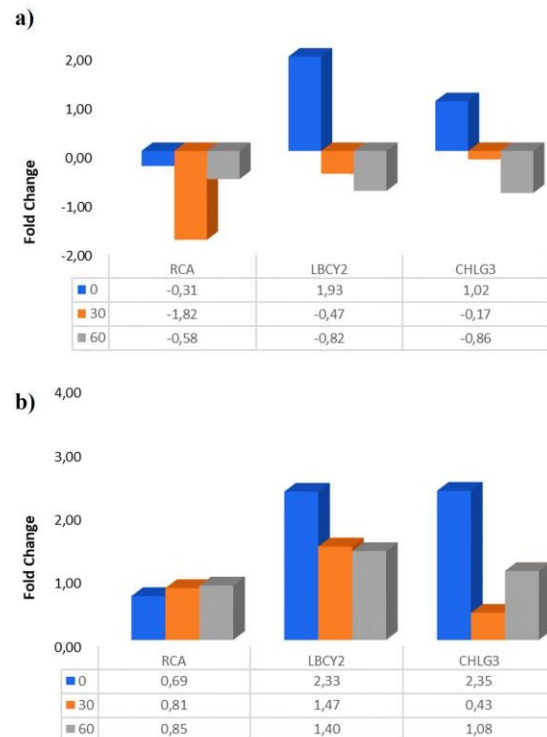 a)
2,00
1,00
0,00
-1,00
-2,00
Fold Change
RCA LBCY2 CHLG3
0 -0,31 1,93 1,02
30 -1,82 -0,47 -0,17
60 -0,58 -0,82 -0,86
b)
4,00
3,00
2,00
1,00
0,00
Fold Change
RCA LBCY2 CHLG3
0 0,69 2,33 2,35
30 0,81 1,47 0,43
60 0,85 1,40 1,08